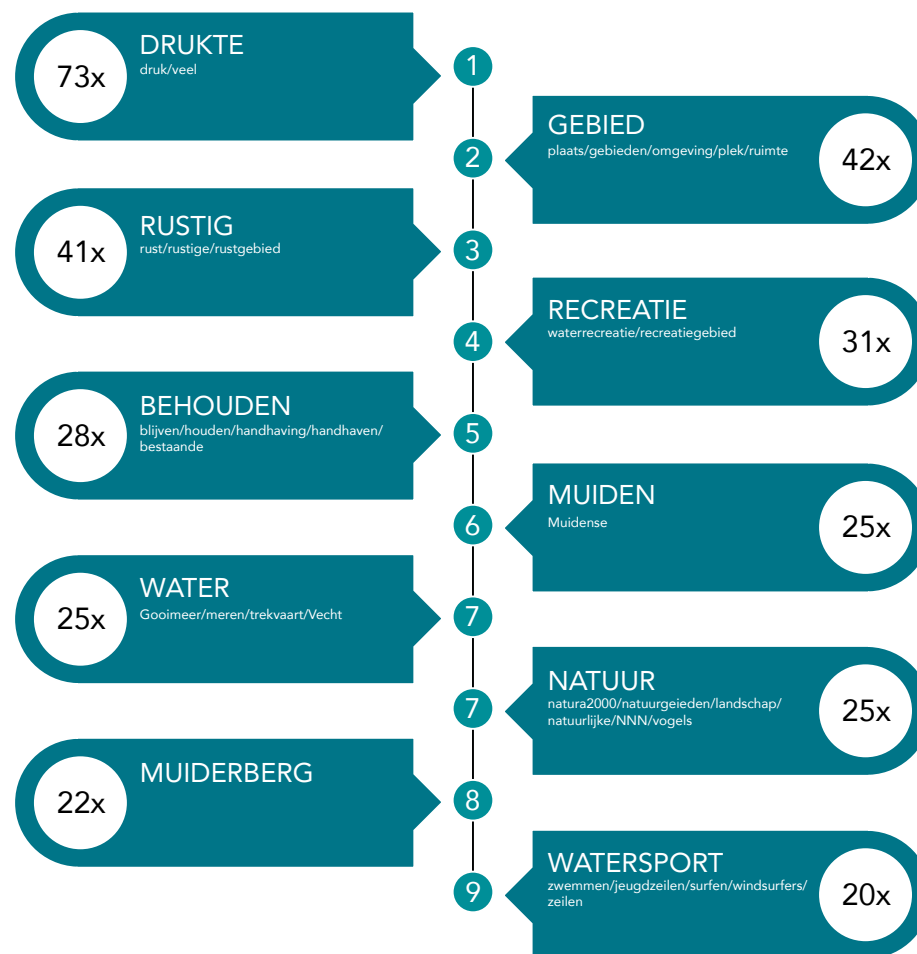 DRUKTE
druk/veel
73x
1
GEBIED
plaats/gebieden/omgeving/plek/ruimte
42x
2
RUSTIG
rust/rustige/rustgebied
41x
3
RECREATIE
waterrecreatie/recreatiegebied
31x
4
BEHOUDEN
blijven/houden/handhaving/handhaven/
bestaande
28x
5
MUIDEN
Muidense
25x
6
WATER
Gooimeer/meren/trekvaart/Vecht
25x
7
NATUUR
natura2000/natuurgeieden/landschap/
natuurlijke/NNN/vogels
25x
7
MUIDERBERG
22x
8
WATERSPORT
zwemmen/jeugdzeilen/surfen/windsurfers/
zeilen
20x
9